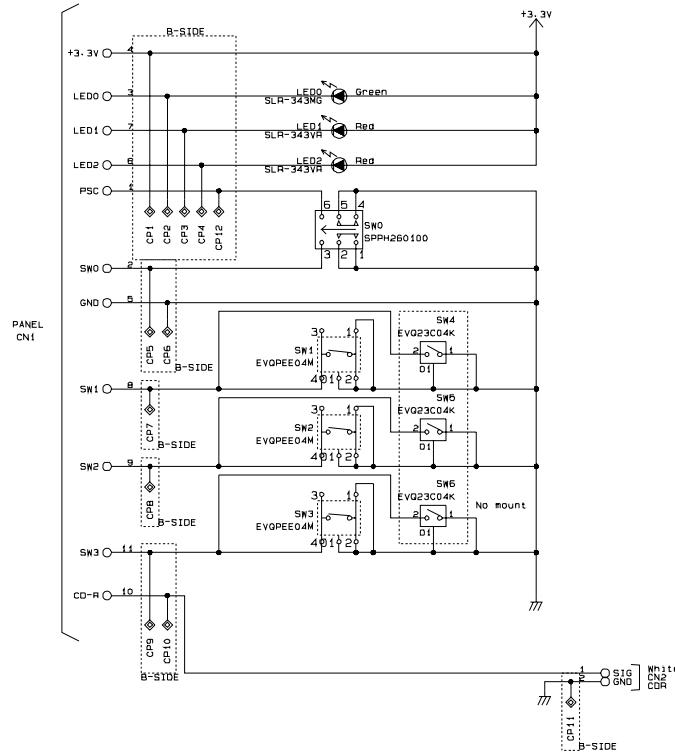 +3.3V
B-SIDE
+3.3V 4
LED0 3
LED0
SLR-343MG
Green
LED1 7
LED1
SLR-343VR
Red
LED2 6
LED2
SLR-343VR
Red
PSC 1
CP1
CP2
CP3
CP4
CP12
6 5 4
SW0
SPPH260100
3 2 1
SW0 2
GND 5
CP5
CP6
B-SIDE
PANEL
CN1
SW4
EVQ23C04K
3 1
SW1
EVQPEE04M
2 1
D1
4 1 2
SW1 8
CP7
B-SIDE
SW5
EVQ23C04K
3 1
SW2
EVQPEE04M
2 1
D1
4 1 2
SW2 9
CP8
B-SIDE
SW6
EVQ23C04K
No mount
3 1
SW3
EVQPEE04M
2 1
D1
4 1 2
SW3 11
CD-R 10
CP9
CP10
B-SIDE
1 SIG
2 GND
White
CN2
CDR
CP11
B-SIDE